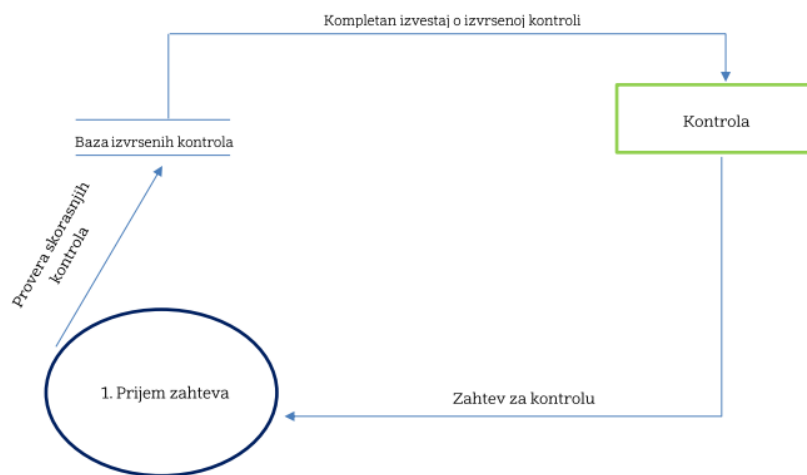 Kompletan izvestaj o izvrsenoj kontroli
Kontrola
Baza izvrsenih kontrola
Provera skorasnjih
kontrola
1. Prijem zahteva
Zahtev za kontrolu